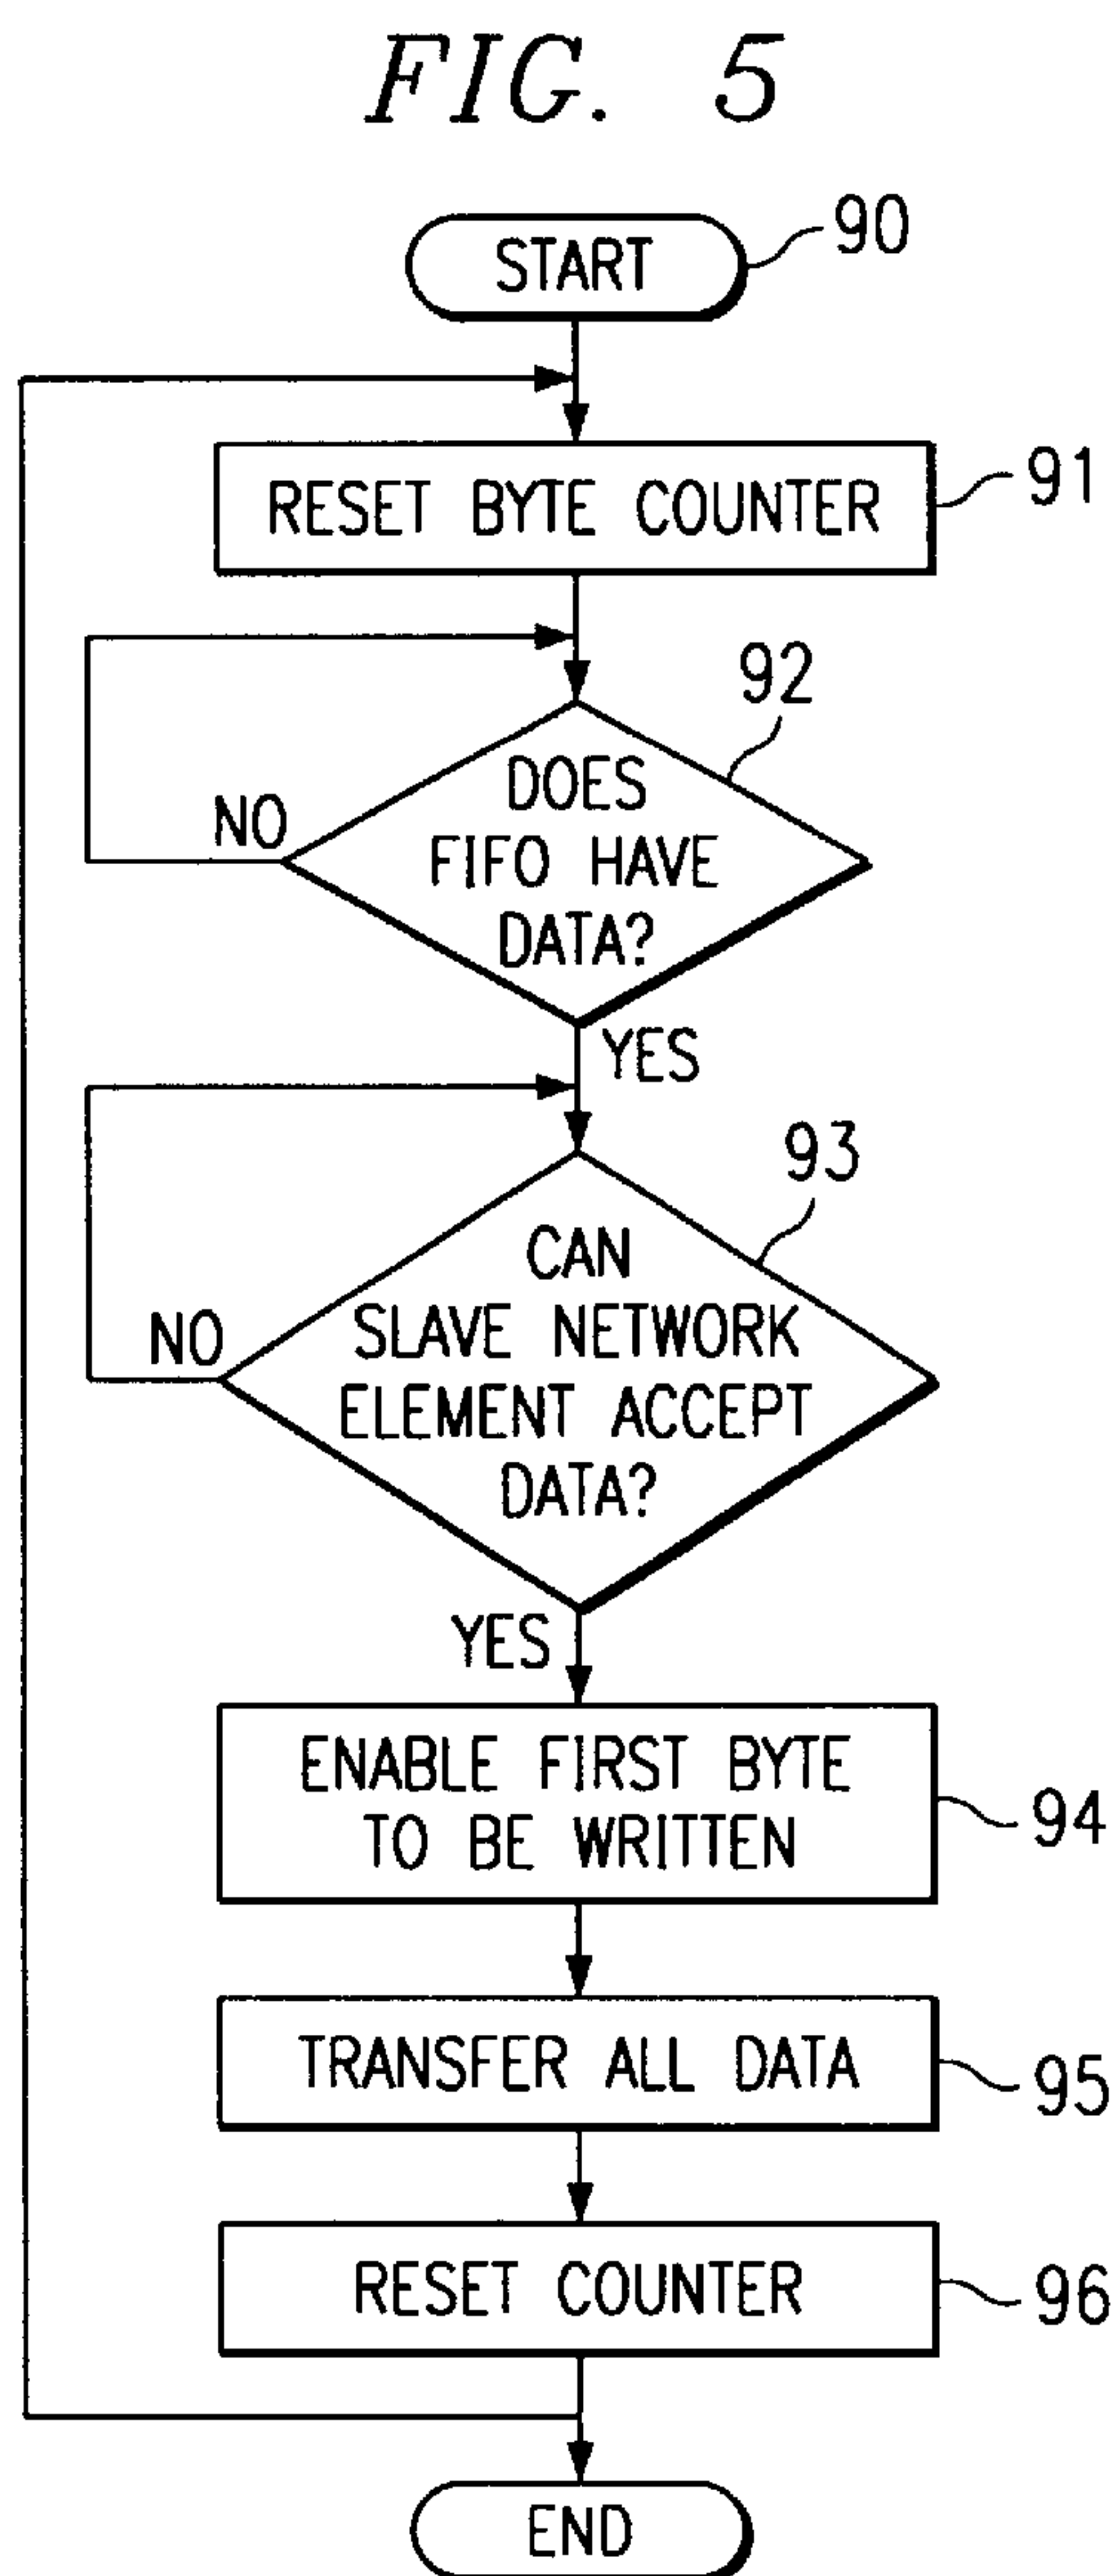 FIG. 5
START
90
RESET BYTE COUNTER
91
92
DOES
FIFO HAVE
DATA?
NO
YES
93
CAN
SLAVE NETWORK
ELEMENT ACCEPT
DATA?
NO
YES
ENABLE FIRST BYTE
TO BE WRITTEN
94
TRANSFER ALL DATA
95
RESET COUNTER
96
END